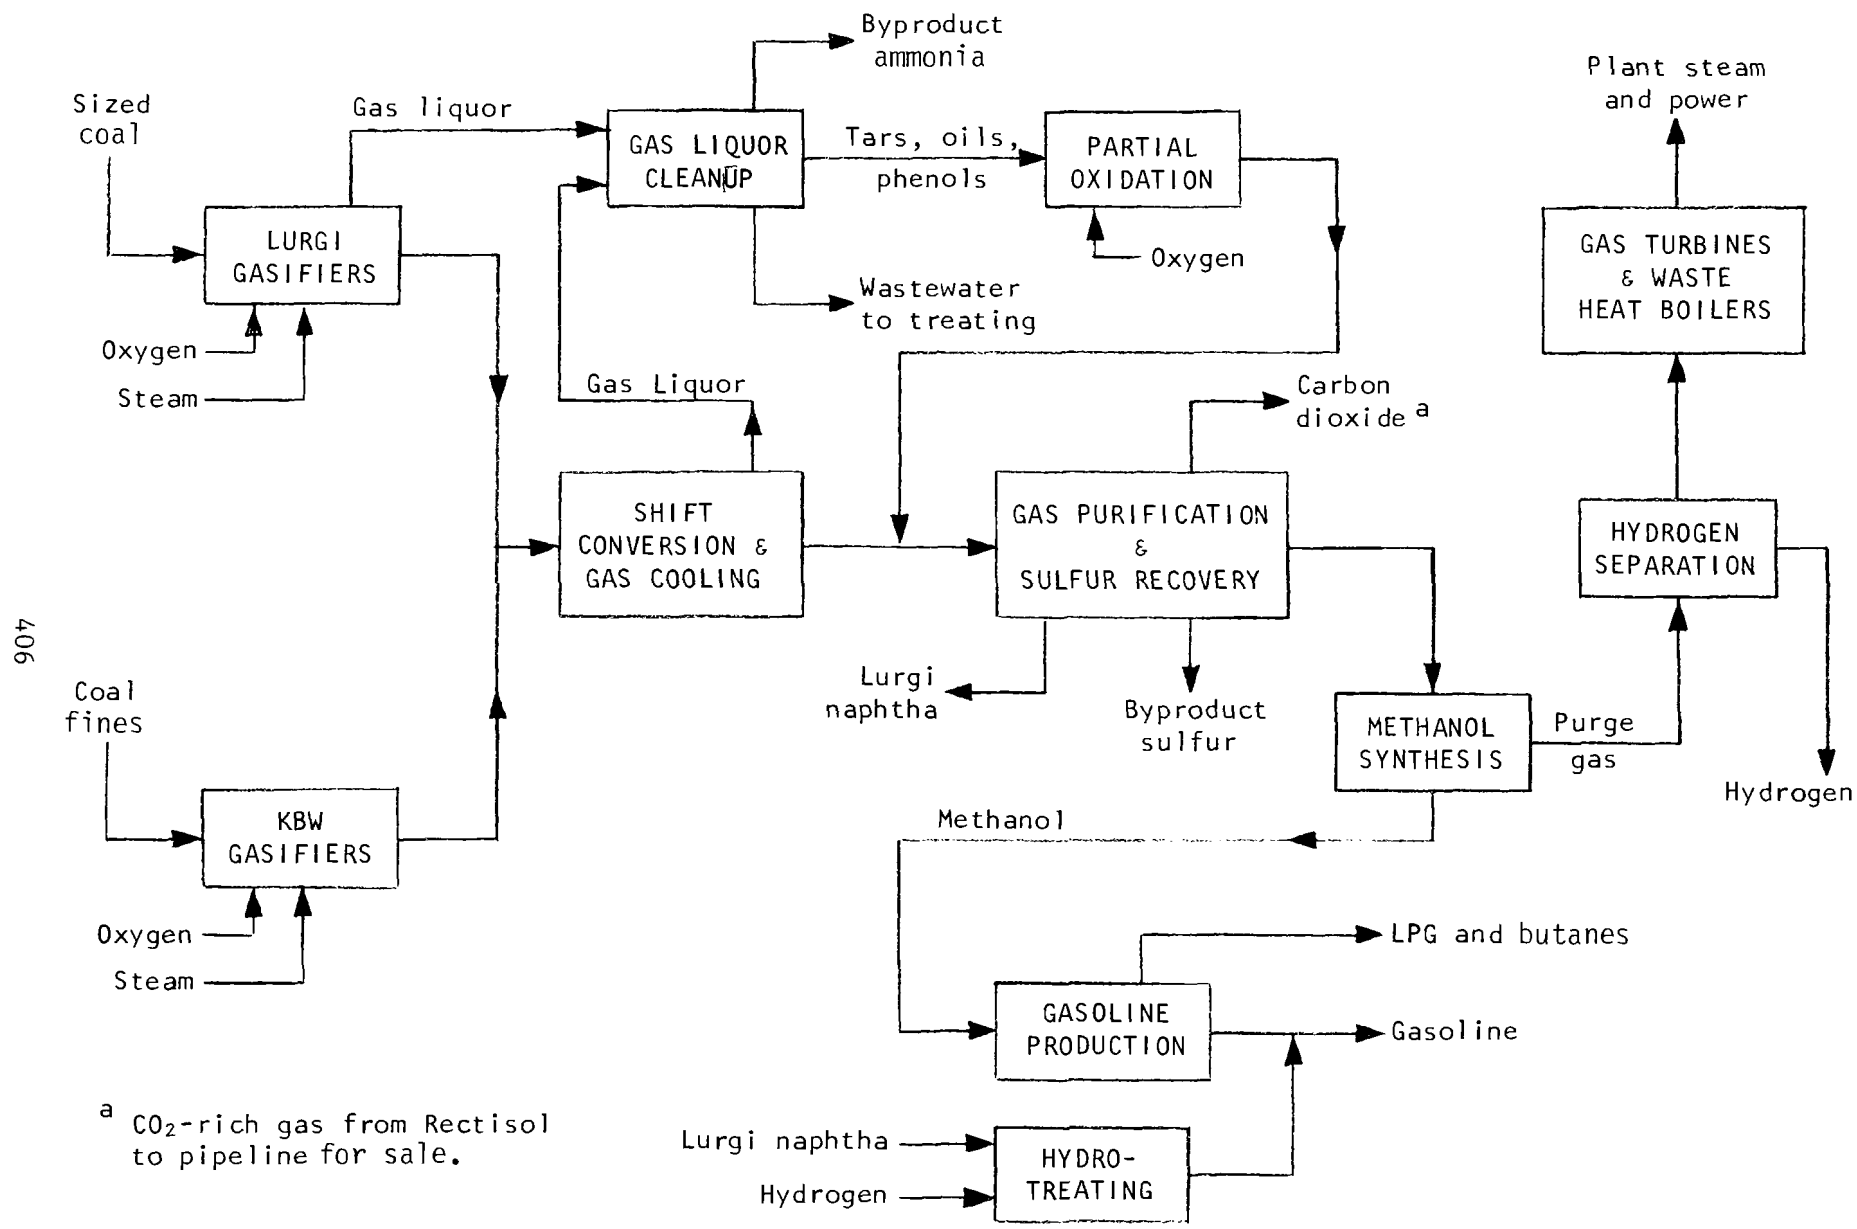 Byproduct
ammonia
Plant steam
and power
Sized
coal
Gas liquor
GAS LIQUOR
CLEANUP
Tars, oils,
phenols
PARTIAL
OXIDATION
LURGI
GASIFIERS
Oxygen
GAS TURBINES
& WASTE
HEAT BOILERS
Wastewater
to treating
Oxygen
Steam
Gas Liquor
Carbon
dioxide a
SHIFT
CONVERSION &
GAS COOLING
GAS PURIFICATION
&
SULFUR RECOVERY
HYDROGEN
SEPARATION
406
Coal
fines
Lurgi
naphtha
Byproduct
sulfur
METHANOL
SYNTHESIS
Purge
gas
Hydrogen
KBW
GASIFIERS
Methanol
Oxygen
Steam
LPG and butanes
GASOLINE
PRODUCTION
Gasoline
a CO₂-rich gas from Rectisol
to pipeline for sale.
Lurgi naphtha
Hydrogen
HYDRO-
TREATING